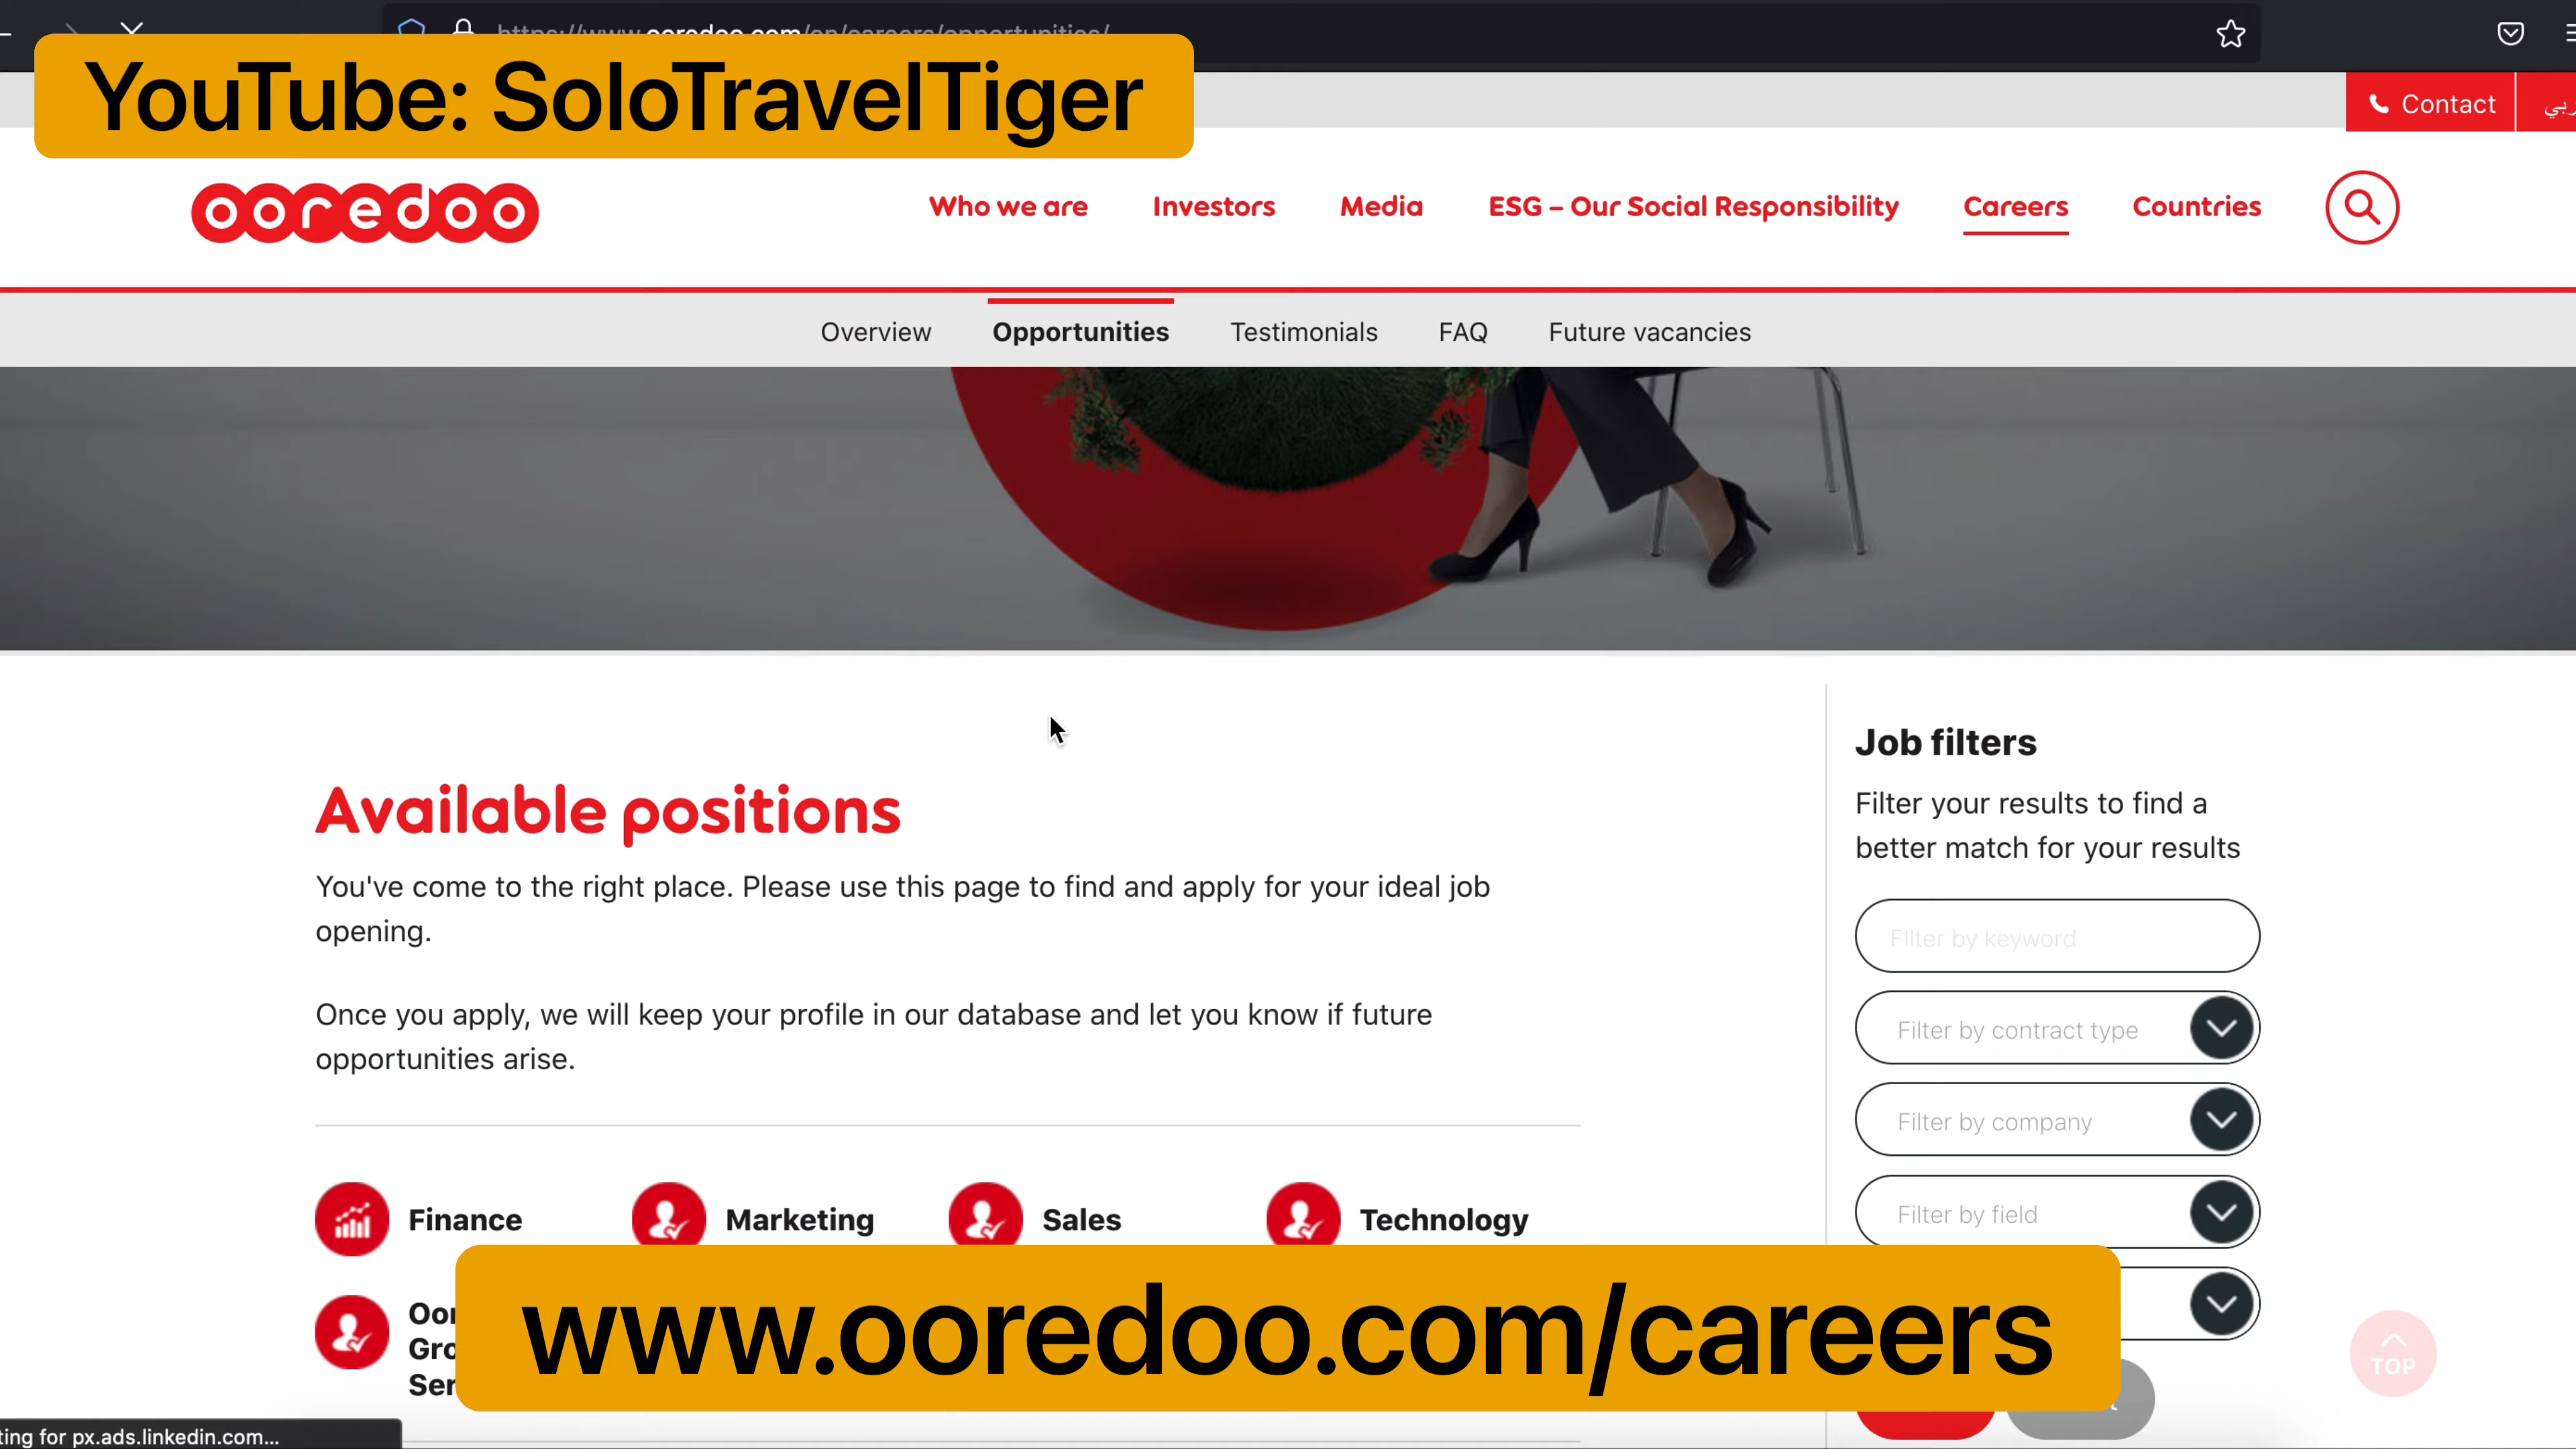 https://www.ooredoo.com/en/careers/opportunities/
YouTube: SoloTravelTiger
Contact
ooredoo
Who we are
Investors
Media
ESG – Our Social Responsibility
Careers
Countries
Overview
Opportunities
Testimonials
FAQ
Future vacancies
Available positions
You've come to the right place. Please use this page to find and apply for your ideal job
opening.
Once you apply, we will keep your profile in our database and let you know if future
opportunities arise.
Finance
Marketing
Sales
Technology
Job filters
Filter your results to find a
better match for your results
FIlter by keyword
Filter by contract type
Filter by company
Filter by field
www.ooredoo.com/careers
TOP
for px.ads.linkedin.com...